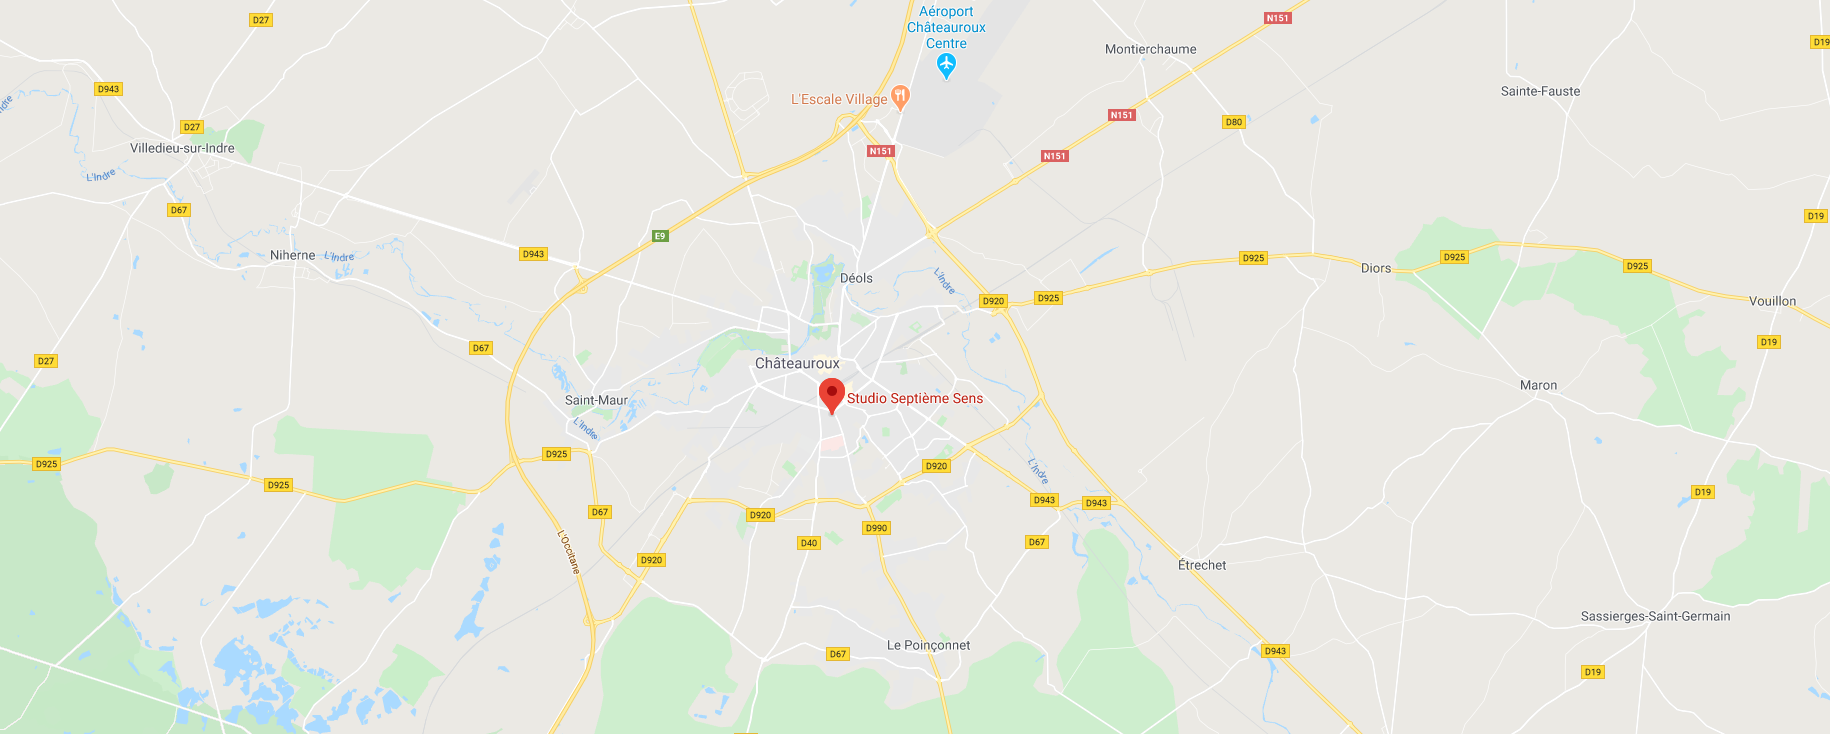 Aéroport
Châteauroux
Centre
N151
D27
D19
Montierchaume
D943
L'Escale Village
Sainte-Fauste
N151
D80
D27
Villedieu-sur-Indre
N151
N151
L'Indre
D67
D19
E9
Niherne
L'Indre
D943
D925
Diors
D925
D925
Déols
L'Indre
D920
D925
Vouillon
D67
D27
D19
Châteauroux
Maron
Saint-Maur
Studio Septième Sens
L'Indre
D925
D925
D925
D920
L'Indre
D19
D943
D943
D67
D920
D990
D40
D67
L'Occitane
D920
Étrechet
Sassierges-Saint-Germain
Le Poinçonnet
D67
D943
D19